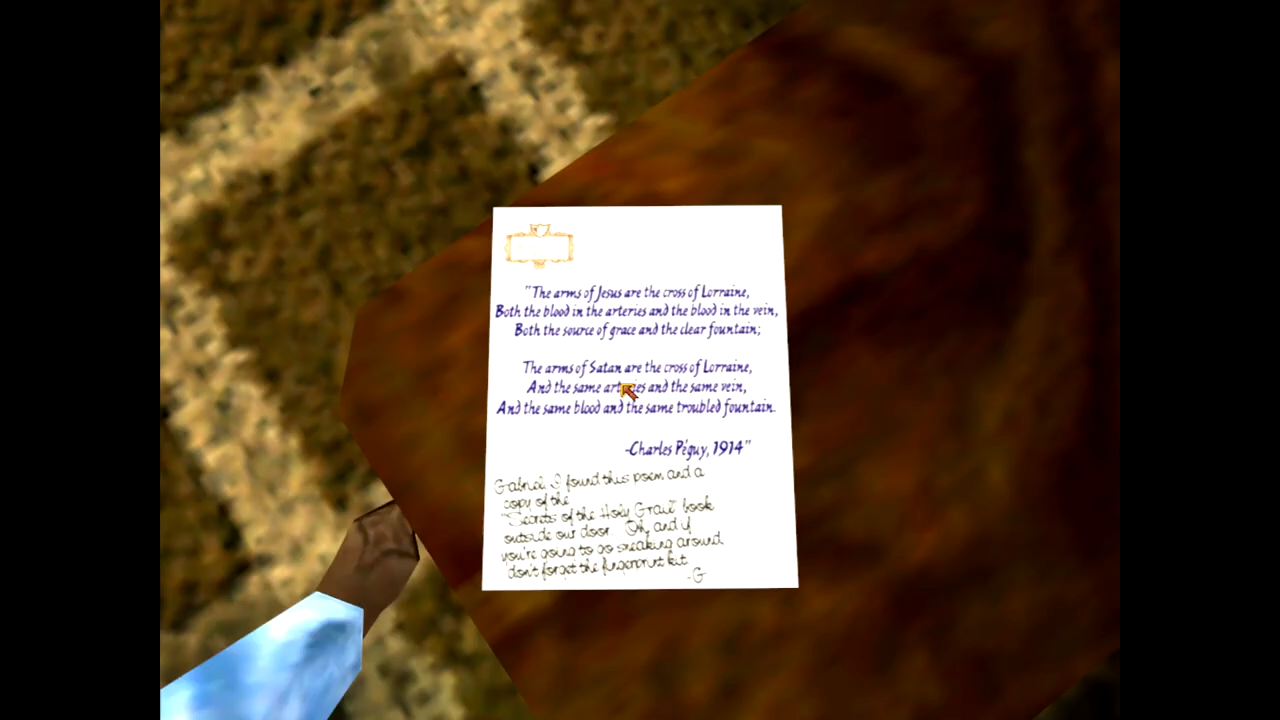 "The arms of Jesus are the cross of Lorraine,
Both the blood in the arteries and the blood in the vein,
Both the source of grace and the clear fountain;
The arms of Satan are the cross of Lorraine,
And the same arteries and the same vein,
And the same blood and the same troubled fountain.
-Charles Péguy, 1914"
Gabriel, I found this poem and a
copy of the
"Secrets of the Holy Grail" book
outside our door. Oh, and if
you're going to go sneaking around
don't forget the fingerprint kit
-G